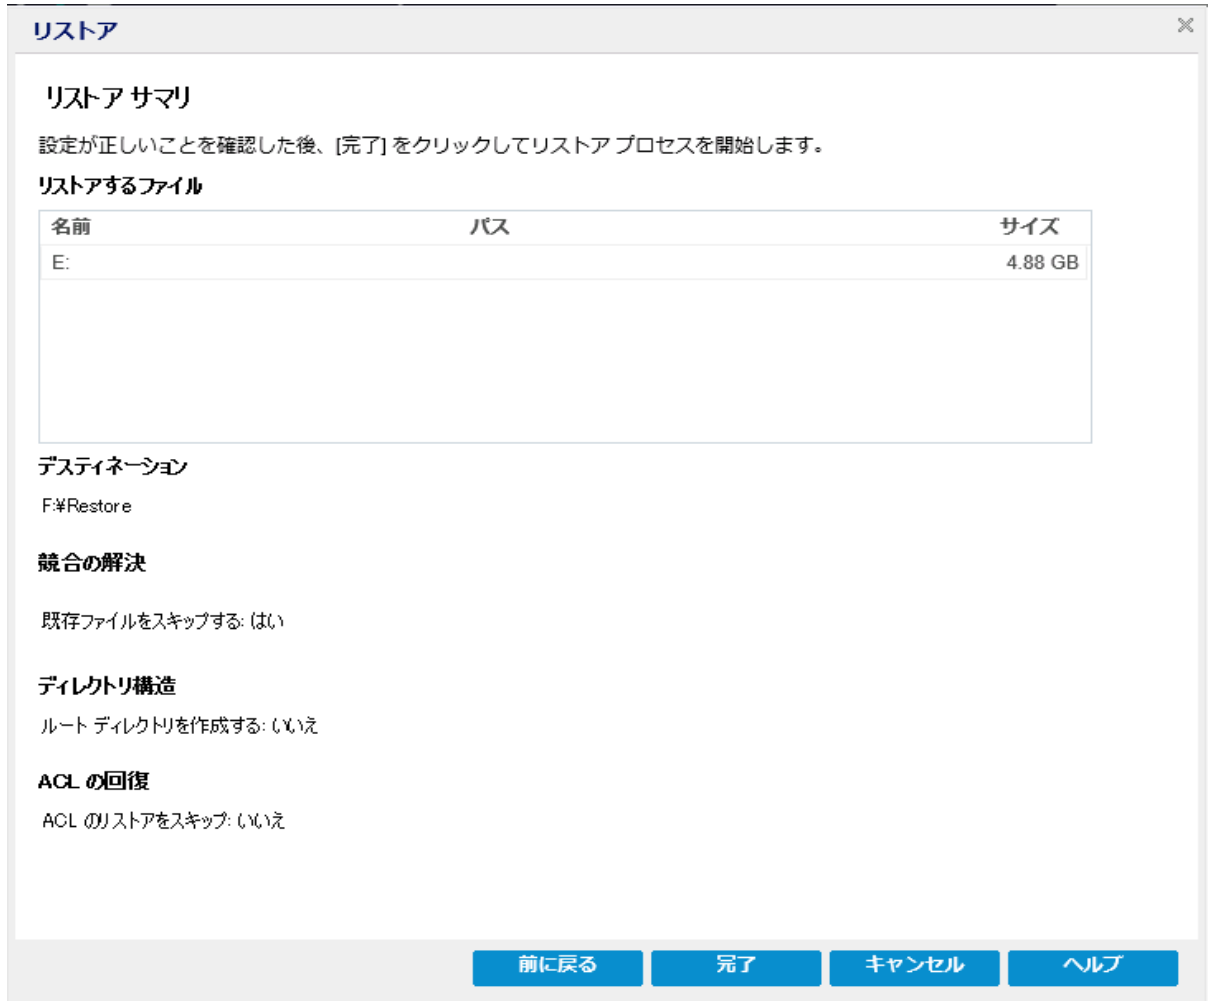 リストア
リストア サマリ
設定が正しいことを確認した後、[完了] をクリックしてリストア プロセスを開始します。
リストアするファイル
名前 パス サイズ
E: 4.88 GB
デスティネーション
F:¥Restore
競合の解決
既存ファイルをスキップする: はい
ディレクトリ構造
ルート ディレクトリを作成する: いいえ
ACL の回復
ACL のリストアをスキップ: いいえ
前に戻る 完了 キャンセル ヘルプ